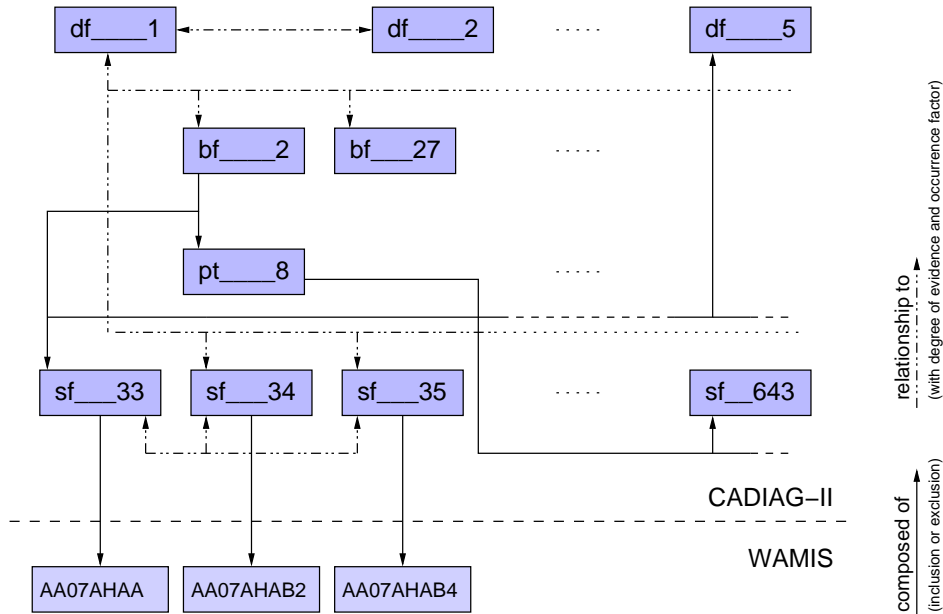 df____1
df____2
df____5
bf____2
bf___27
pt____8
sf___33
sf___34
sf___35
sf__643
CADIAG–II
WAMIS
AA07AHAA
AA07AHAB2
AA07AHAB4
relationship to
(with degree of evidence and occurrence factor)
composed of
(inclusion or exclusion)